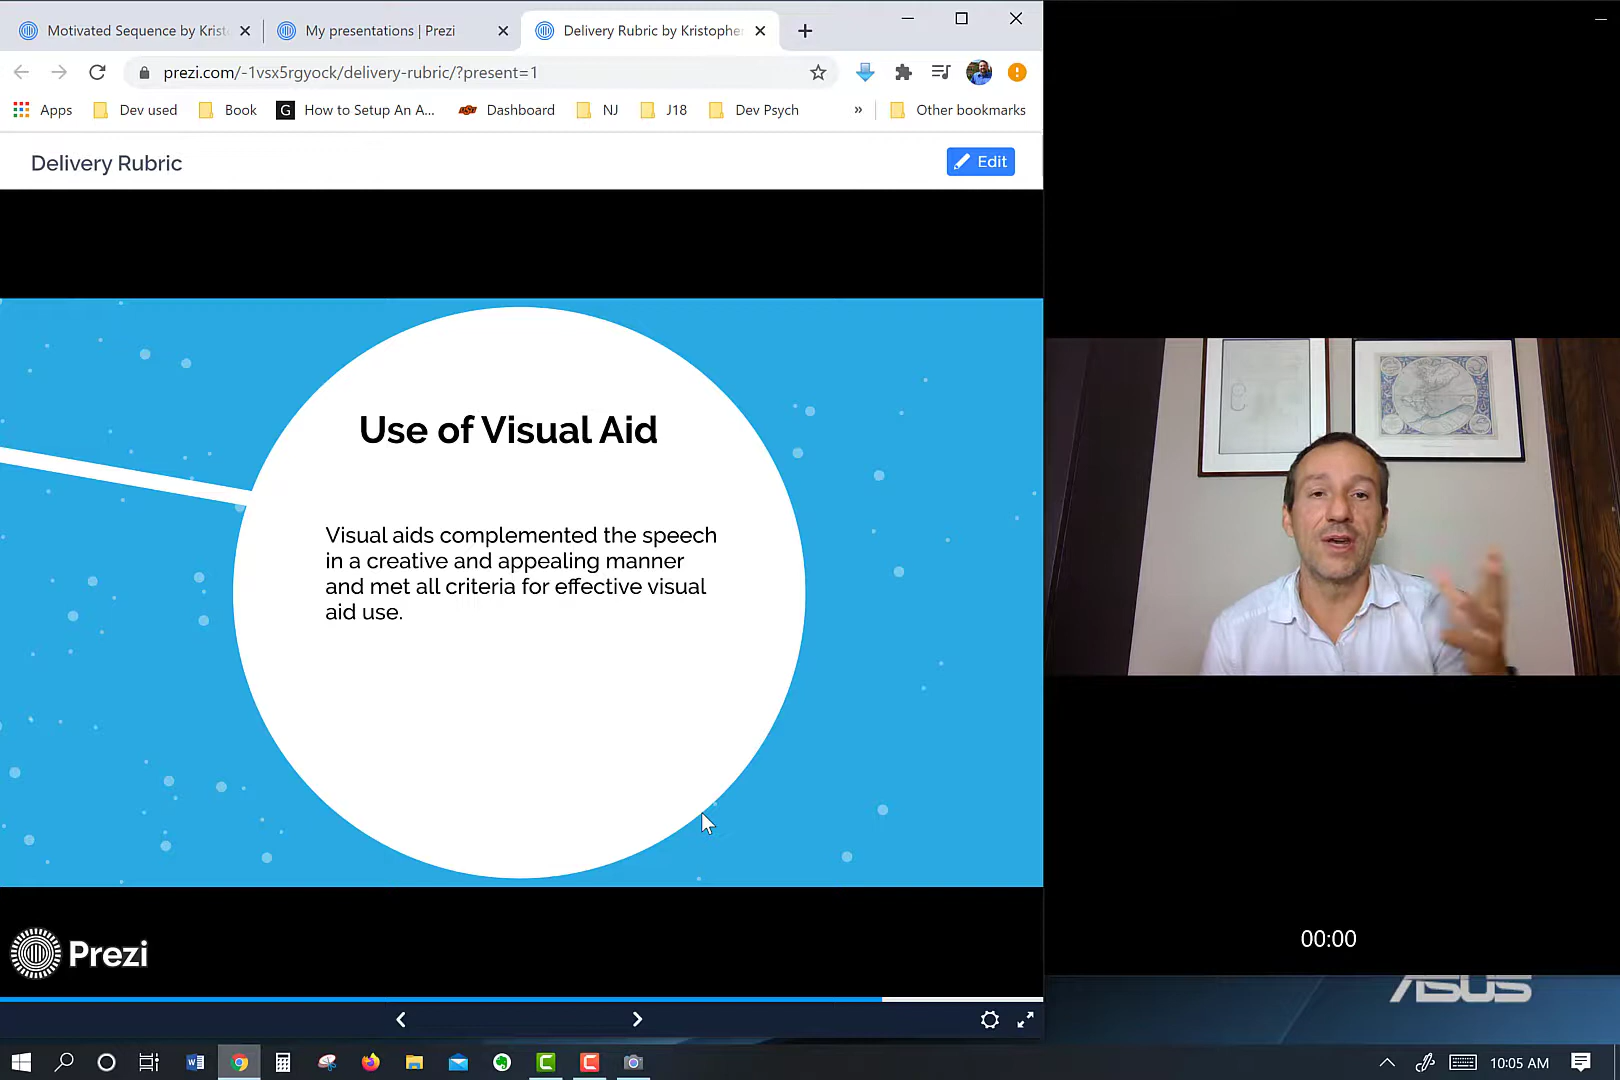 Motivated Sequence by Krist
My presentations | Prezi
Delivery Rubric by Kristophe
prezi.com/-1vsx5rgyock/delivery-rubric/?present=1
Apps
Dev used
Book
G
How to Setup An A...
Dashboard
NJ
J18
Dev Psych
»
Other bookmarks
Delivery Rubric
Edit
Use of Visual Aid
Visual aids complemented the speech
in a creative and appealing manner
and met all criteria for effective visual
aid use.
Prezi
00:00
ASUS
10:05 AM